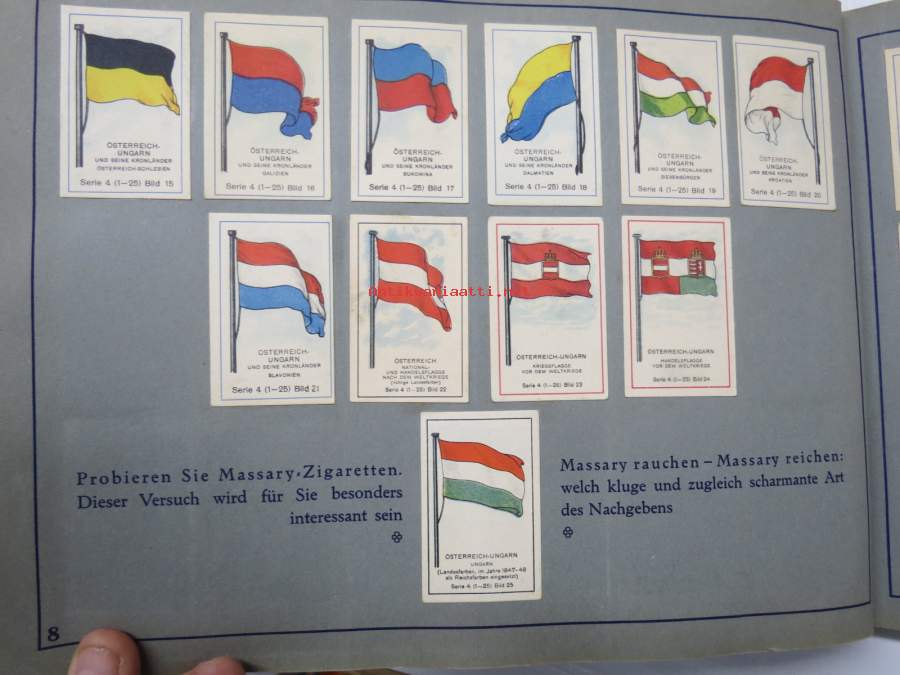 ÖSTERREICH-
UNGARN
UND SEINE KRONLÄNDER
ÖSTERREICH-SCHLESIEN
Serie 4 (1—25) Bild 15
ÖSTERREICH-
UNGARN
UND SEINE KRONLÄNDER
GALIZIEN
Serie 4 (1—25) Bild 16
ÖSTERREICH-
UNGARN
UND SEINE KRONLÄNDER
BUKOWINA
Serie 4 (1—25) Bild 17
ÖSTERREICH-
UNGARN
UND SEINE KRONLÄNDER
DALMATIEN
Serie 4 (1—25) Bild 18
ÖSTERREICH-
UNGARN
UND SEINE KRONLÄNDER
SIEBENBÜRGEN
Serie 4 (1—25) Bild 19
ÖSTERREICH-
UNGARN
UND SEINE KRONLÄNDER
KROATIEN
Serie 4 (1—25) Bild 20
ÖSTERREICH-
UNGARN
UND SEINE KRONLÄNDER
SLAVONIEN
Serie 4 (1—25) Bild 21
ÖSTERREICH
NATIONAL-
UND HANDELSFLAGGE
NACH DEM WELTKRIEGE
(richtige Landesfarben)
Serie 4 (1—25) Bild 22
ÖSTERREICH-UNGARN
KRIEGSFLAGGE
VOR DEM WELTKRIEGE
Serie 4 (1—25) Bild 23
ÖSTERREICH-UNGARN
HANDELSFLAGGE
VOR DEM WELTKRIEGE
Serie 4 (1—25) Bild 24
antikvariaatti.net
Probieren Sie Massary-Zigaretten.
Dieser Versuch wird für Sie besonders
interessant sein
ÖSTERREICH-UNGARN
UNGARN
(Landesfarben, im Jahre 1847-48
als Reichsfarben eingesetzt)
Serie 4 (1—25) Bild 25
Massary rauchen – Massary reichen:
welch kluge und zugleich scharmante Art
des Nachgebens
8